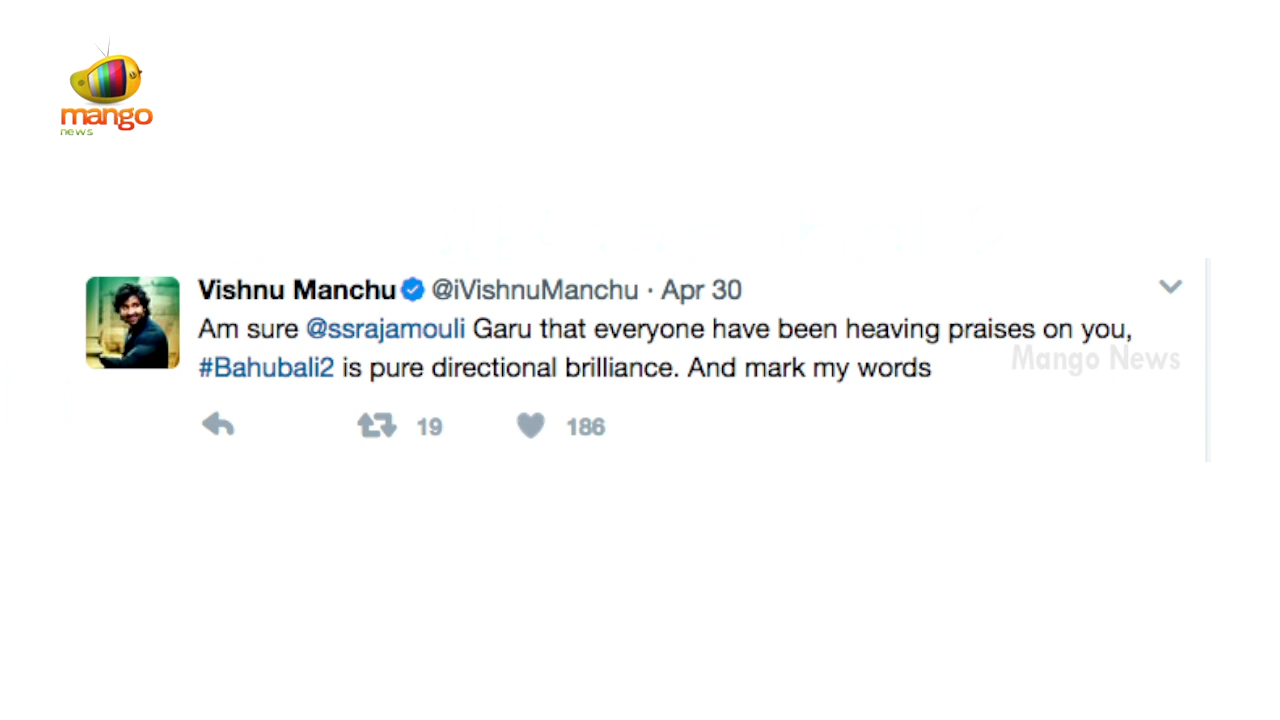 mango
news
Vishnu Manchu @iVishnuManchu · Apr 30
Am sure @ssrajamouli Garu that everyone have been heaving praises on you,
#Bahubali2 is pure directional brilliance. And mark my words
Mango News
19 186